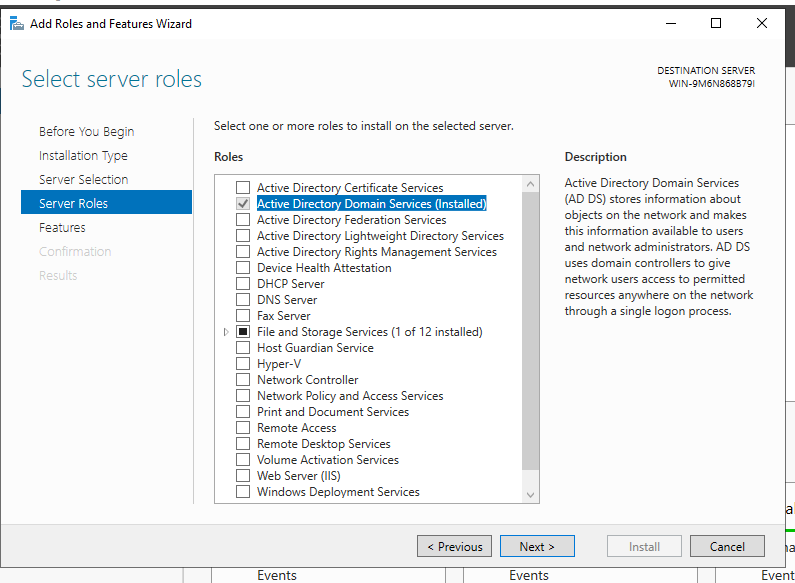 Add Roles and Features Wizard
Select server roles
DESTINATION SERVER
WIN-9M6N868B79I
Before You Begin
Installation Type
Server Selection
Server Roles
Features
Confirmation
Results
Select one or more roles to install on the selected server.
Roles
Active Directory Certificate Services
Active Directory Domain Services (Installed)
Active Directory Federation Services
Active Directory Lightweight Directory Services
Active Directory Rights Management Services
Device Health Attestation
DHCP Server
DNS Server
Fax Server
File and Storage Services (1 of 12 installed)
Host Guardian Service
Hyper-V
Network Controller
Network Policy and Access Services
Print and Document Services
Remote Access
Remote Desktop Services
Volume Activation Services
Web Server (IIS)
Windows Deployment Services
Description
Active Directory Domain Services
(AD DS) stores information about
objects on the network and makes
this information available to users
and network administrators. AD DS
uses domain controllers to give
network users access to permitted
resources anywhere on the network
through a single logon process.
< Previous
Next >
Install
Cancel
Events
Events
Event